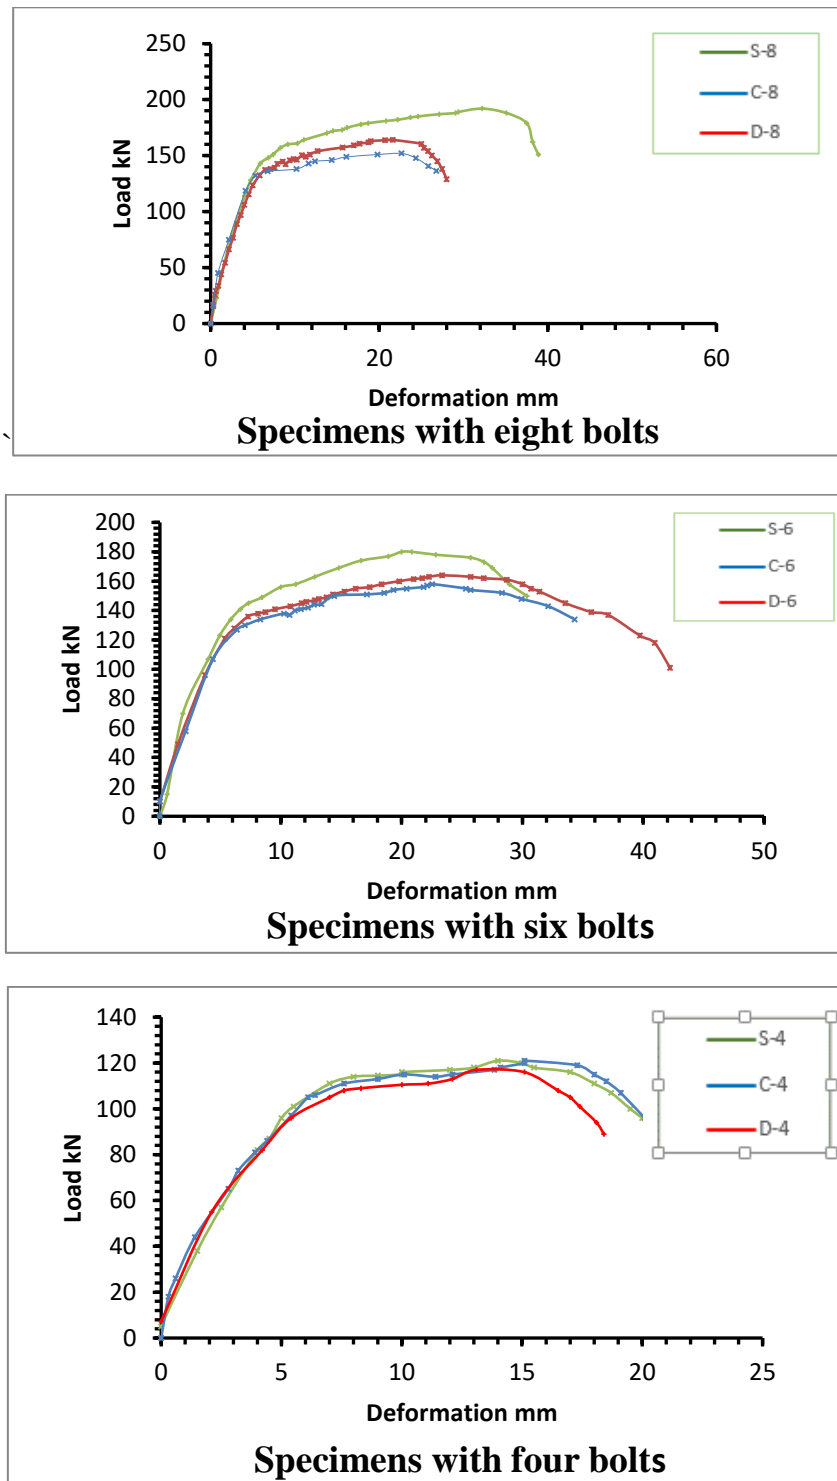 250
200
150
100
50
0
Load kN
0 20 40 60
Deformation mm
S-8
C-8
D-8
Specimens with eight bolts
`
200
180
160
140
120
100
80
60
40
20
0
Load kN
0 10 20 30 40 50
Deformation mm
S-6
C-6
D-6
Specimens with six bolts
140
120
100
80
60
40
20
0
Load kN
0 5 10 15 20 25
Deformation mm
S-4
C-4
D-4
Specimens with four bolts